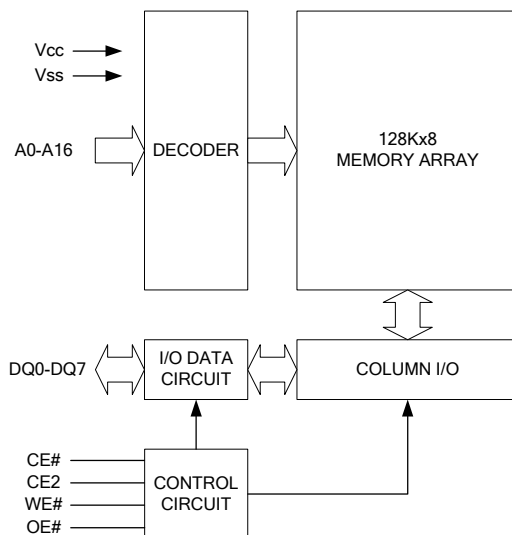 Vcc
Vss
A0-A16
DECODER
128Kx8
MEMORY ARRAY
DQ0-DQ7
I/O DATA
CIRCUIT
COLUMN I/O
CE#
CE2
WE#
OE#
CONTROL
CIRCUIT